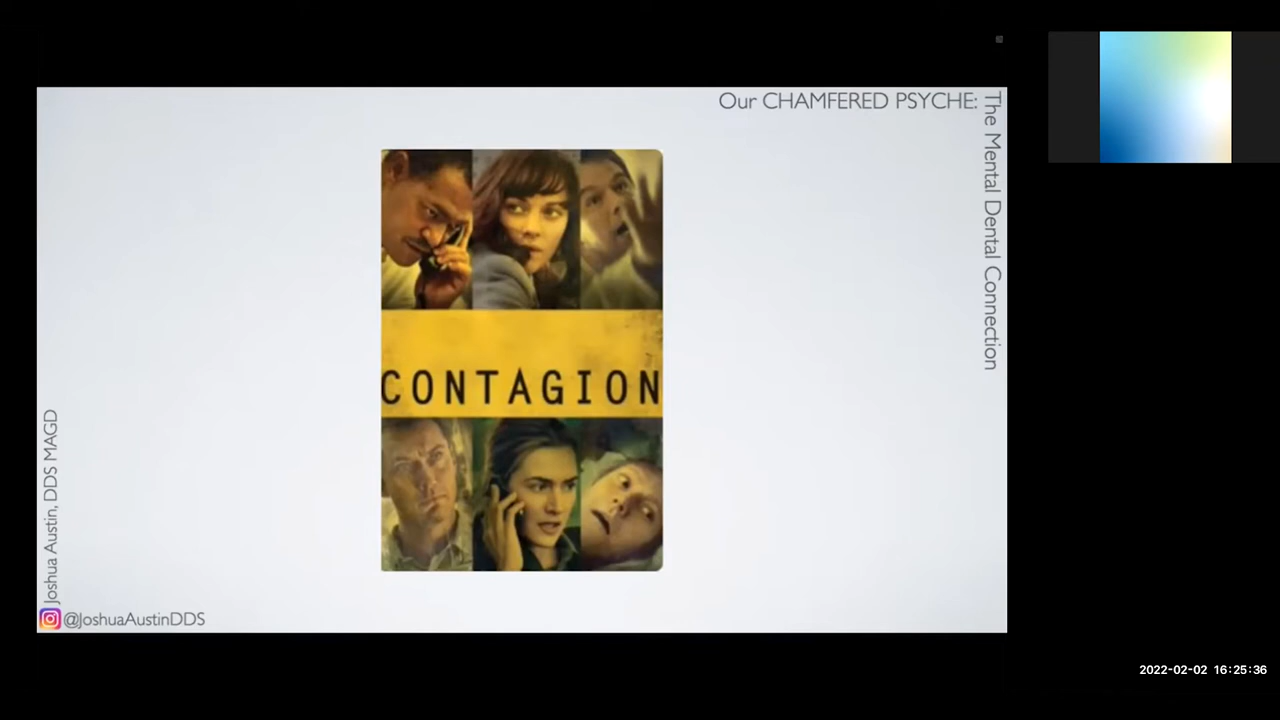 Our CHAMFERED PSYCHE:
The Mental Dental Connection
CONTAGION
Joshua Austin, DDS MAGD
@JoshuaAustinDDS
2022-02-02 16:25:36